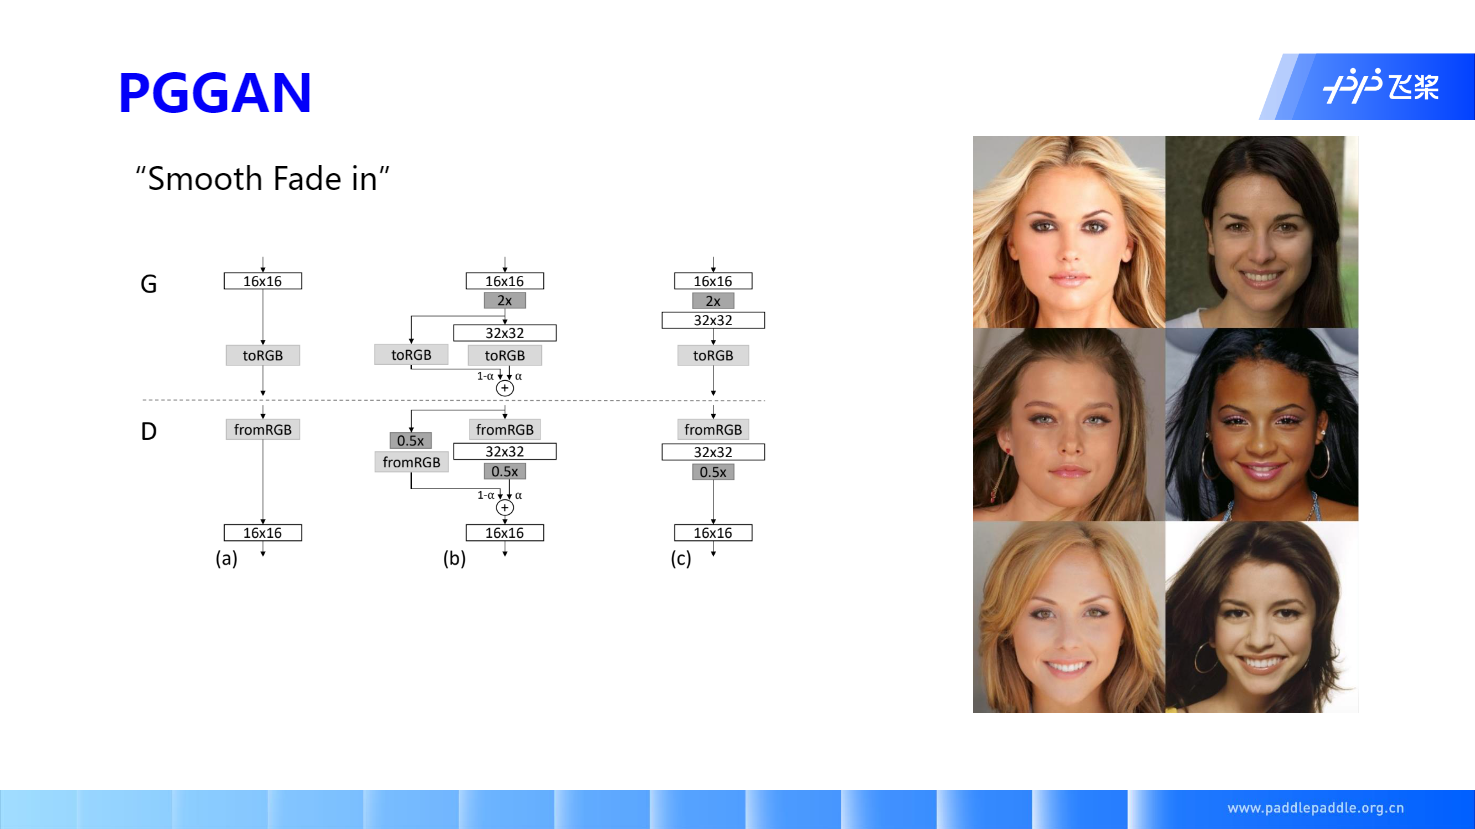 PGGAN
飞桨
“Smooth Fade in”
G
16x16
toRGB
16x16
2x
32x32
toRGB
toRGB
1-α
α
+
16x16
2x
32x32
toRGB
D
fromRGB
16x16
(a)
0.5x
fromRGB
fromRGB
32x32
0.5x
1-α
α
+
16x16
(b)
fromRGB
32x32
0.5x
16x16
(c)
www.paddlepaddle.org.cn